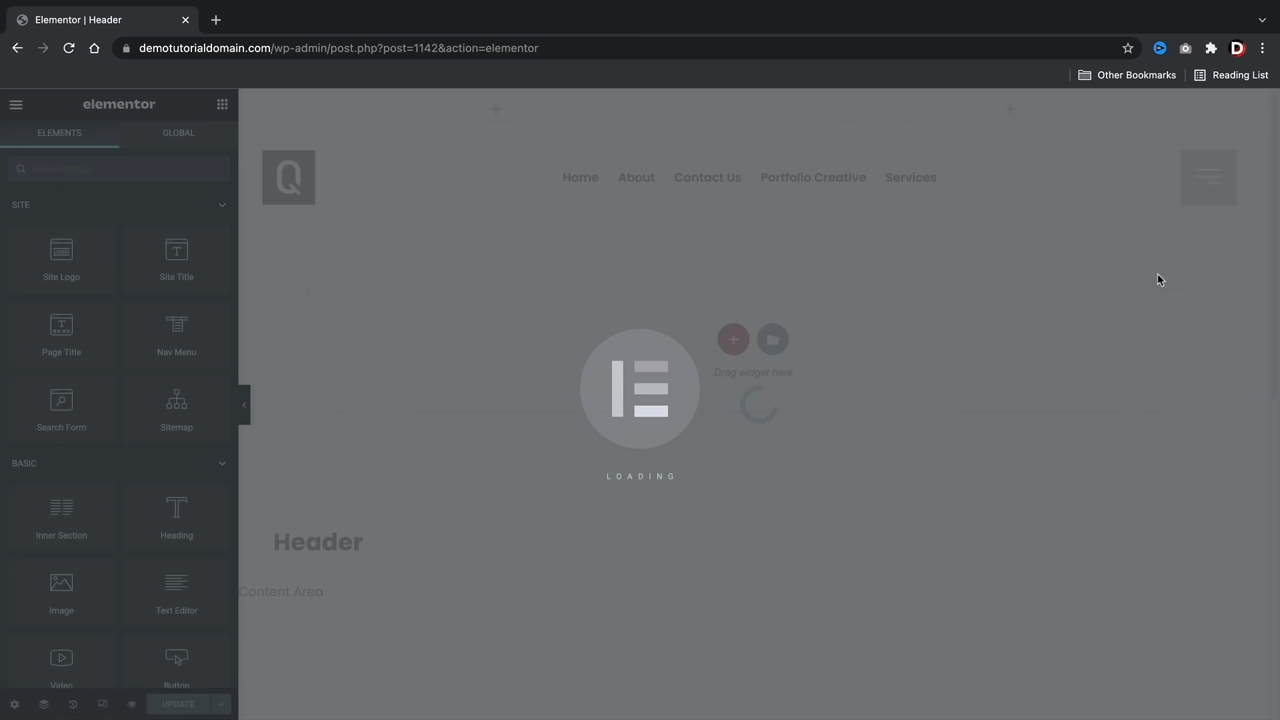 Elementor | Header
demotutorialdomain.com/wp-admin/post.php?post=1142&action=elementor
D
Other Bookmarks
Reading List
elementor
ELEMENTS
GLOBAL
SITE
Site Logo
Site Title
Page Title
Nav Menu
Search Form
Sitemap
BASIC
Inner Section
Heading
Image
Text Editor
Video
Button
UPDATE
Q
Home About Contact Us Portfolio Creative Services
Drag widget here
LOADING
Header
Content Area